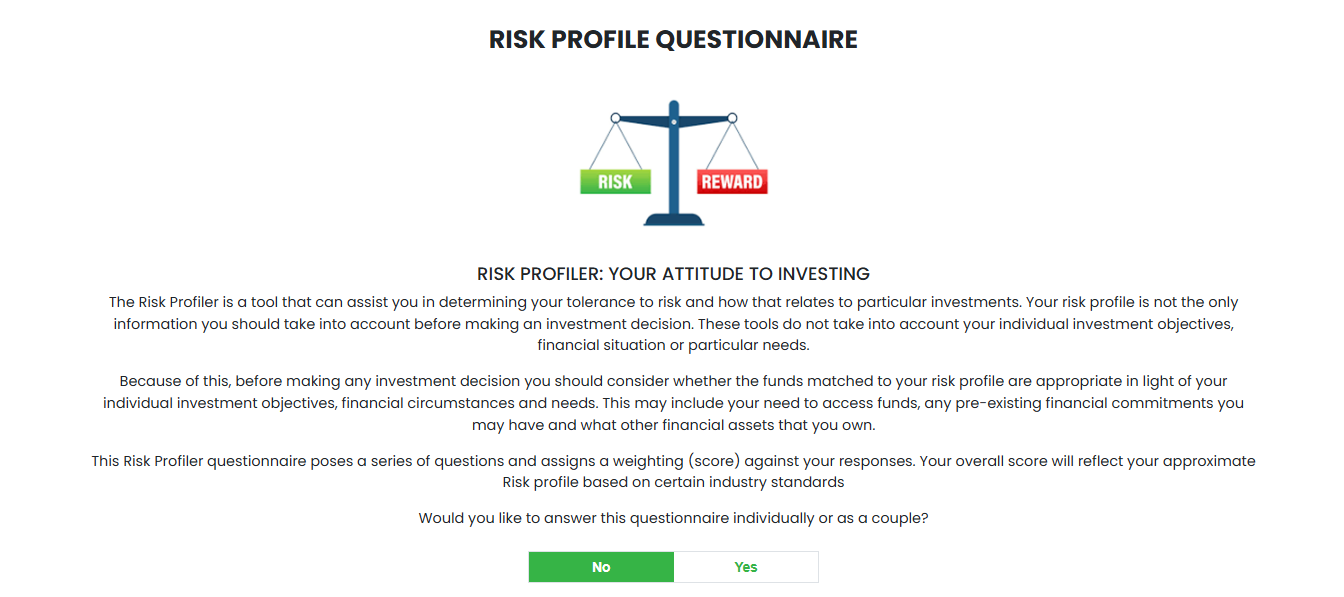 RISK PROFILE QUESTIONNAIRE
RISK
REWARD
RISK PROFILER: YOUR ATTITUDE TO INVESTING
The Risk Profiler is a tool that can assist you in determining your tolerance to risk and how that relates to particular investments. Your risk profile is not the only
information you should take into account before making an investment decision. These tools do not take into account your individual investment objectives,
financial situation or particular needs.
Because of this, before making any investment decision you should consider whether the funds matched to your risk profile are appropriate in light of your
individual investment objectives, financial circumstances and needs. This may include your need to access funds, any pre-existing financial commitments you
may have and what other financial assets that you own.
This Risk Profiler questionnaire poses a series of questions and assigns a weighting (score) against your responses. Your overall score will reflect your approximate
Risk profile based on certain industry standards
Would you like to answer this questionnaire individually or as a couple?
No
Yes